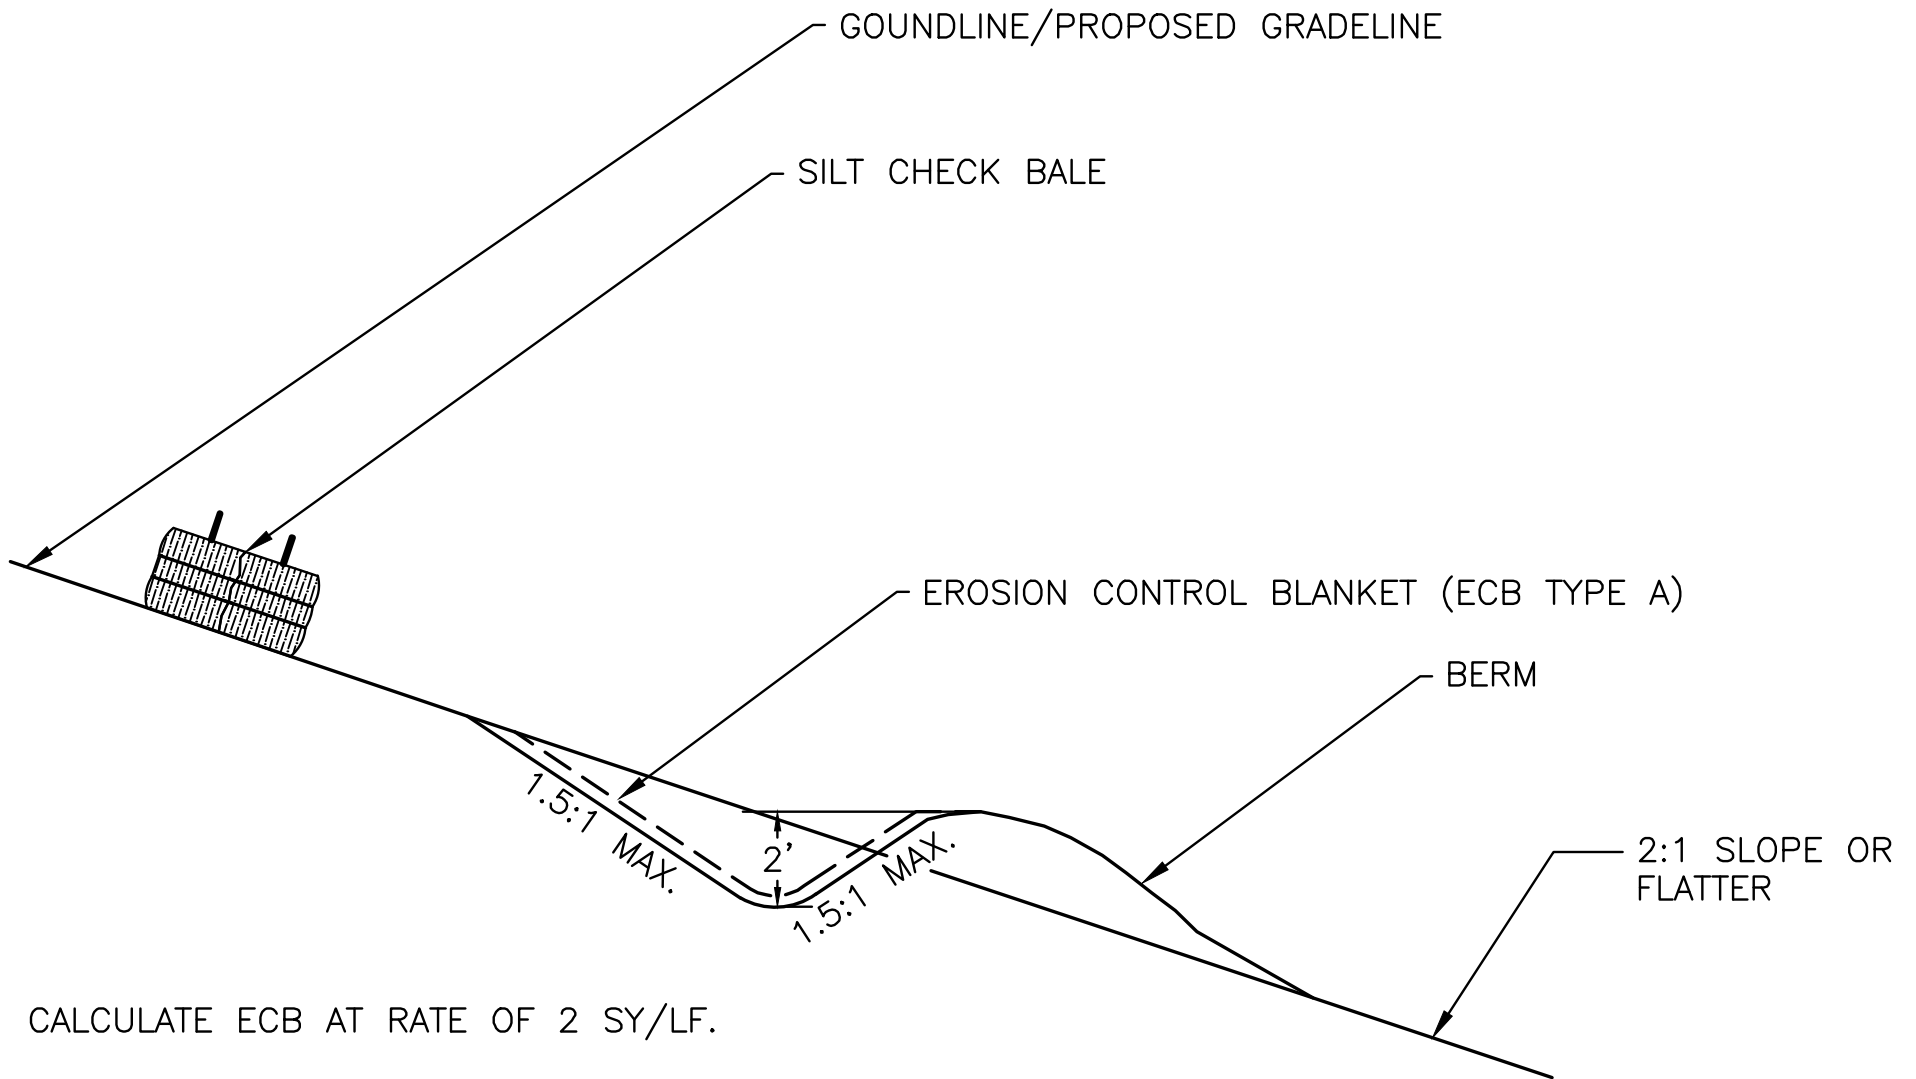 GOUNDLINE/PROPOSED GRADELINE
SILT CHECK BALE
EROSION CONTROL BLANKET (ECB TYPE A)
BERM
1.5:1 MAX.
2'
1.5:1 MAX.
2:1 SLOPE OR
FLATTER
CALCULATE ECB AT RATE OF 2 SY/LF.